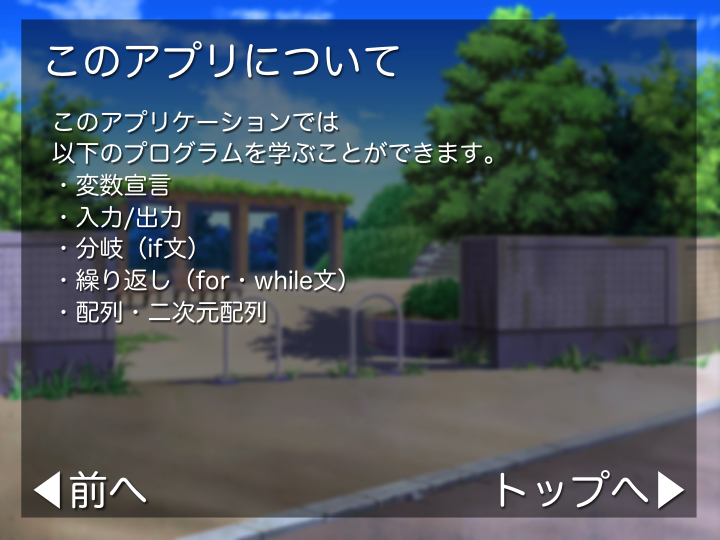 このアプリについて
このアプリケーションでは
以下のプログラムを学ぶことができます。
・変数宣言
・入力/出力
・分岐（if文）
・繰り返し（for・while文）
・配列・二次元配列
◀前へ
トップへ▶